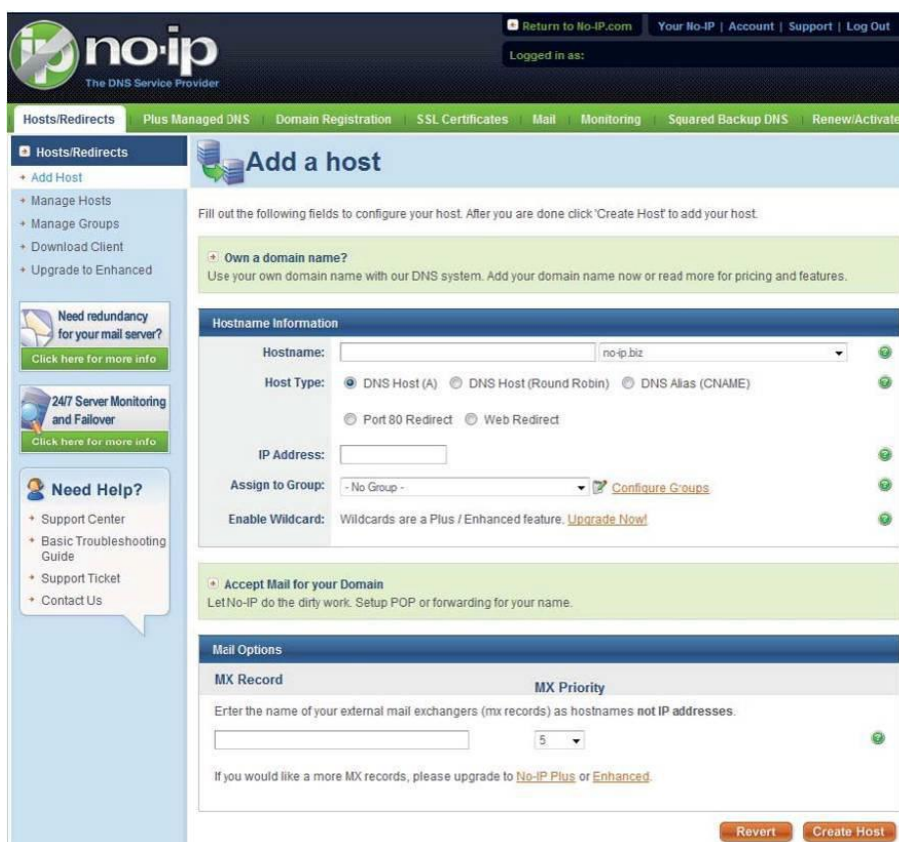 Return to No-IP.com
Your No-IP | Account | Support | Log Out
ip no·ip
The DNS Service Provider
Logged in as:
Hosts/Redirects Plus Managed DNS Domain Registration SSL Certificates Mail Monitoring Squared Backup DNS Renew/Activate
Hosts/Redirects
Add Host
Manage Hosts
Manage Groups
Download Client
Upgrade to Enhanced
Need redundancy
for your mail server?
Click here for more info
24/7 Server Monitoring
and Failover
Click here for more info
Need Help?
Support Center
Basic Troubleshooting
Guide
Support Ticket
Contact Us
Add a host
Fill out the following fields to configure your host. After you are done click 'Create Host' to add your host.
Own a domain name?
Use your own domain name with our DNS system. Add your domain name now or read more for pricing and features.
Hostname Information
Hostname: no-ip.biz
Host Type: DNS Host (A) DNS Host (Round Robin) DNS Alias (CNAME)
Port 80 Redirect Web Redirect
IP Address:
Assign to Group: - No Group - Configure Groups
Enable Wildcard: Wildcards are a Plus / Enhanced feature. Upgrade Now!
Accept Mail for your Domain
Let No-IP do the dirty work. Setup POP or forwarding for your name.
Mail Options
MX Record MX Priority
Enter the name of your external mail exchangers (mx records) as hostnames not IP addresses.
5
If you would like a more MX records, please upgrade to No-IP Plus or Enhanced.
Revert Create Host